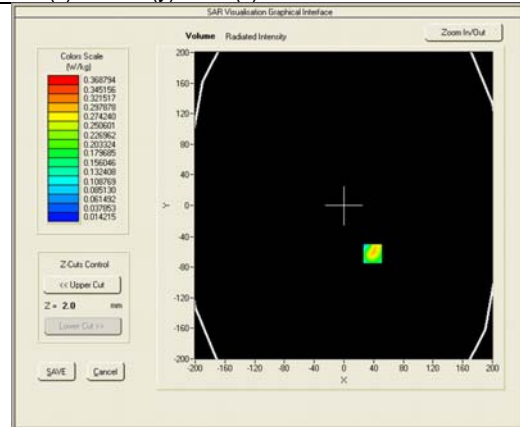 SAR Visualisation Graphical Interface
Volume Radiated Intensity
Zoom In/Out
Colors Scale
(W/kg)
0.368794
0.345156
0.321517
0.297878
0.274240
0.250601
0.226962
0.203324
0.179685
0.156046
0.132408
0.108769
0.085130
0.061492
0.037853
0.014215
200-
160-
120-
80-
40-
0-
-40-
-80-
-120-
-160-
-200-
Y
-200 -160 -120 -80 -40 0 40 80 120 160 200
X
Z-Cuts Control
<< Upper Cut
Z = 2.0 mm
Lower Cut >>
SAVE Cancel